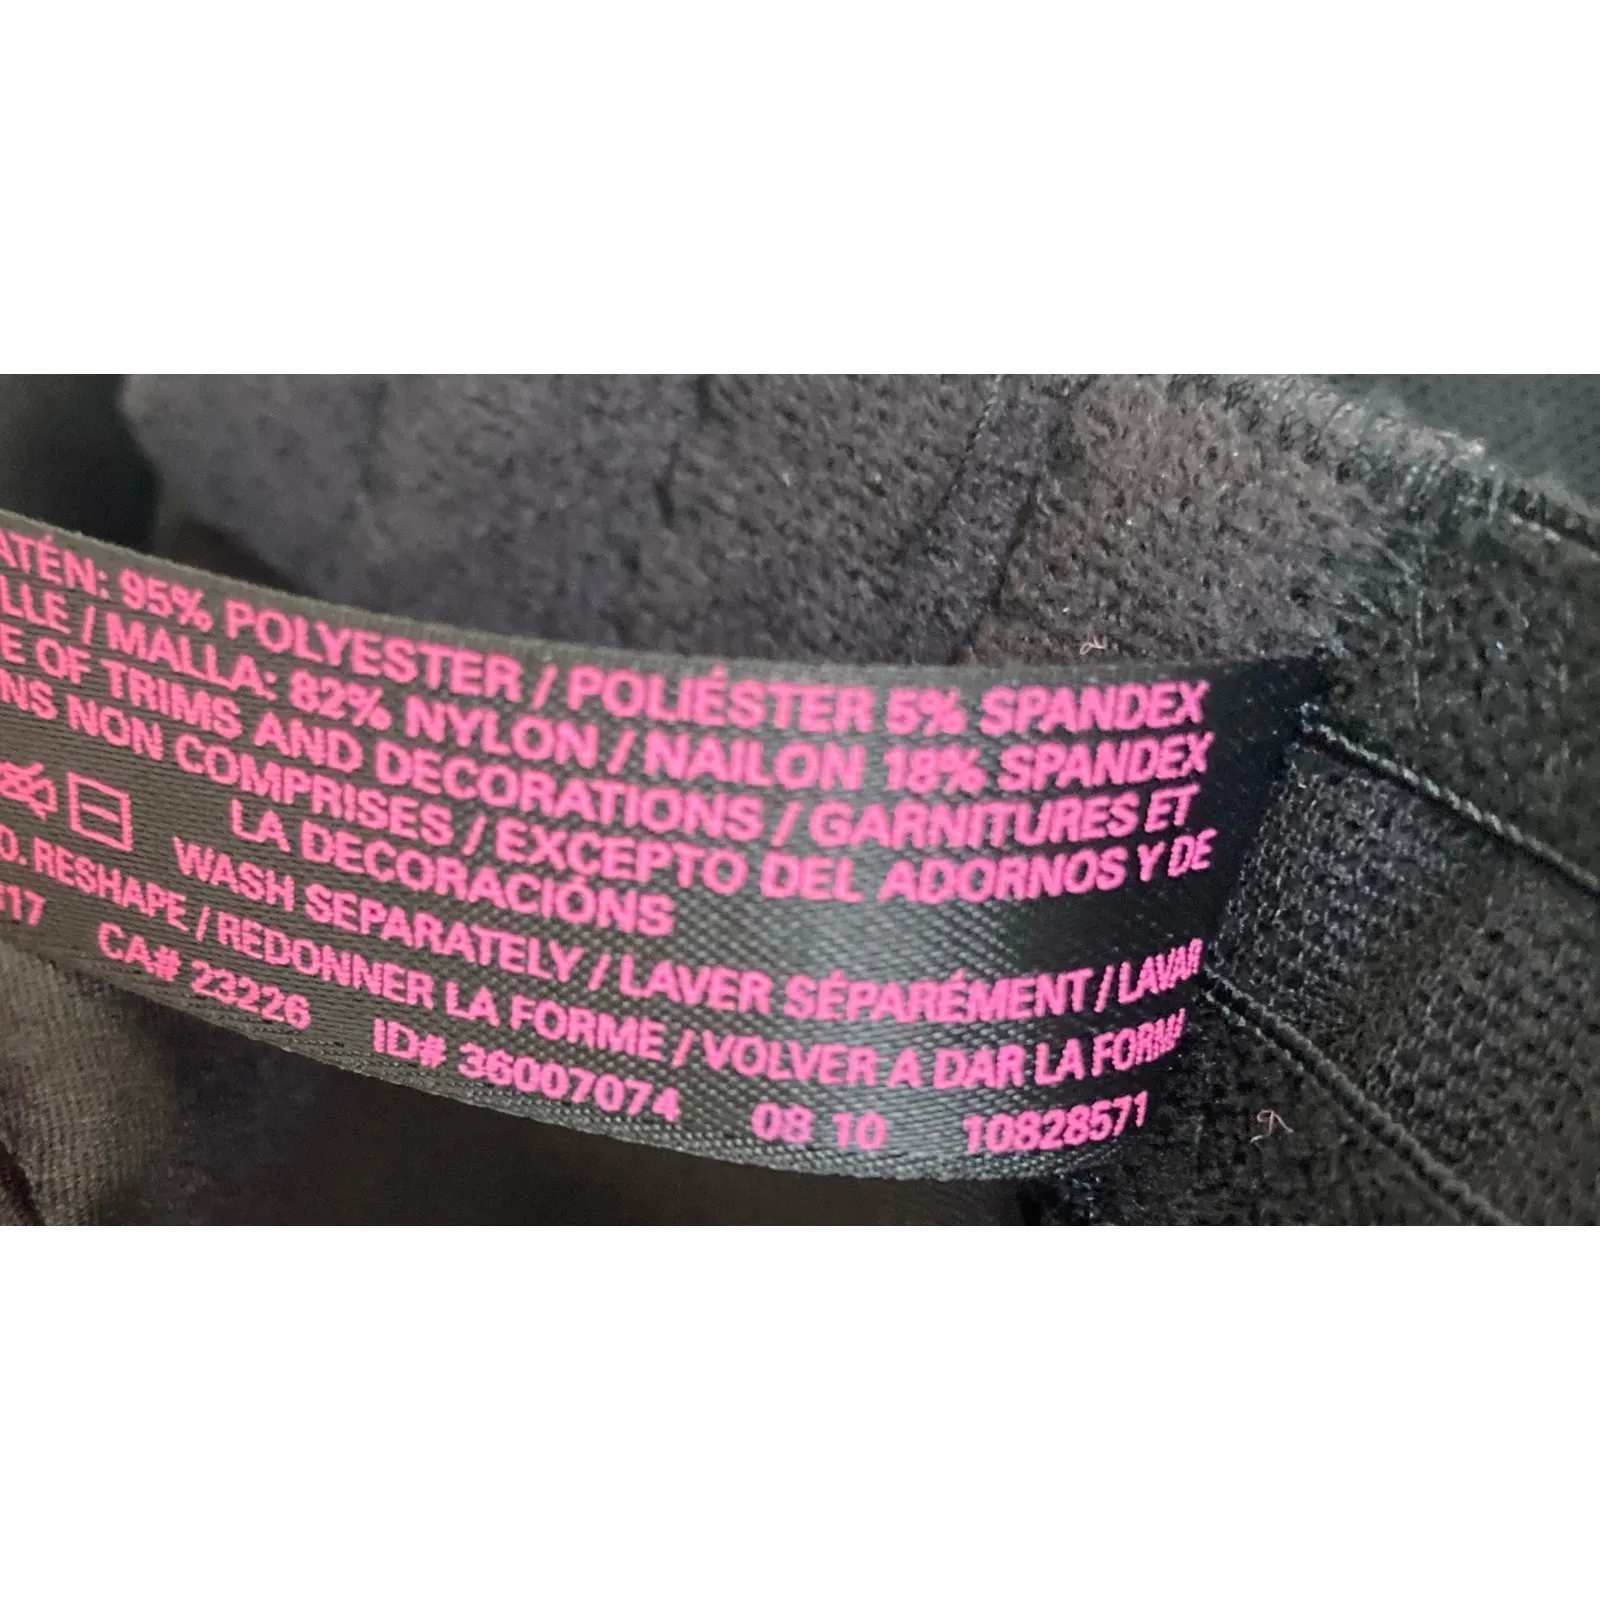 ATÉN: 95% POLYESTER / POLIÉSTER 5% SPANDEX
LLE / MALLA: 82% NYLON / NAILON 18% SPANDEX
E OF TRIMS AND DECORATIONS / GARNITURES ET
NS NON COMPRISES / EXCEPTO DEL ADORNOS Y DE
LA DECORACIÓNS
WASH SEPARATELY / LAVER SÉPARÉMENT / LAVAR
D. RESHAPE / REDONNER LA FORME / VOLVER A DAR LA FORMA
17 CA# 23226 ID# 36007074 08 10 10828571